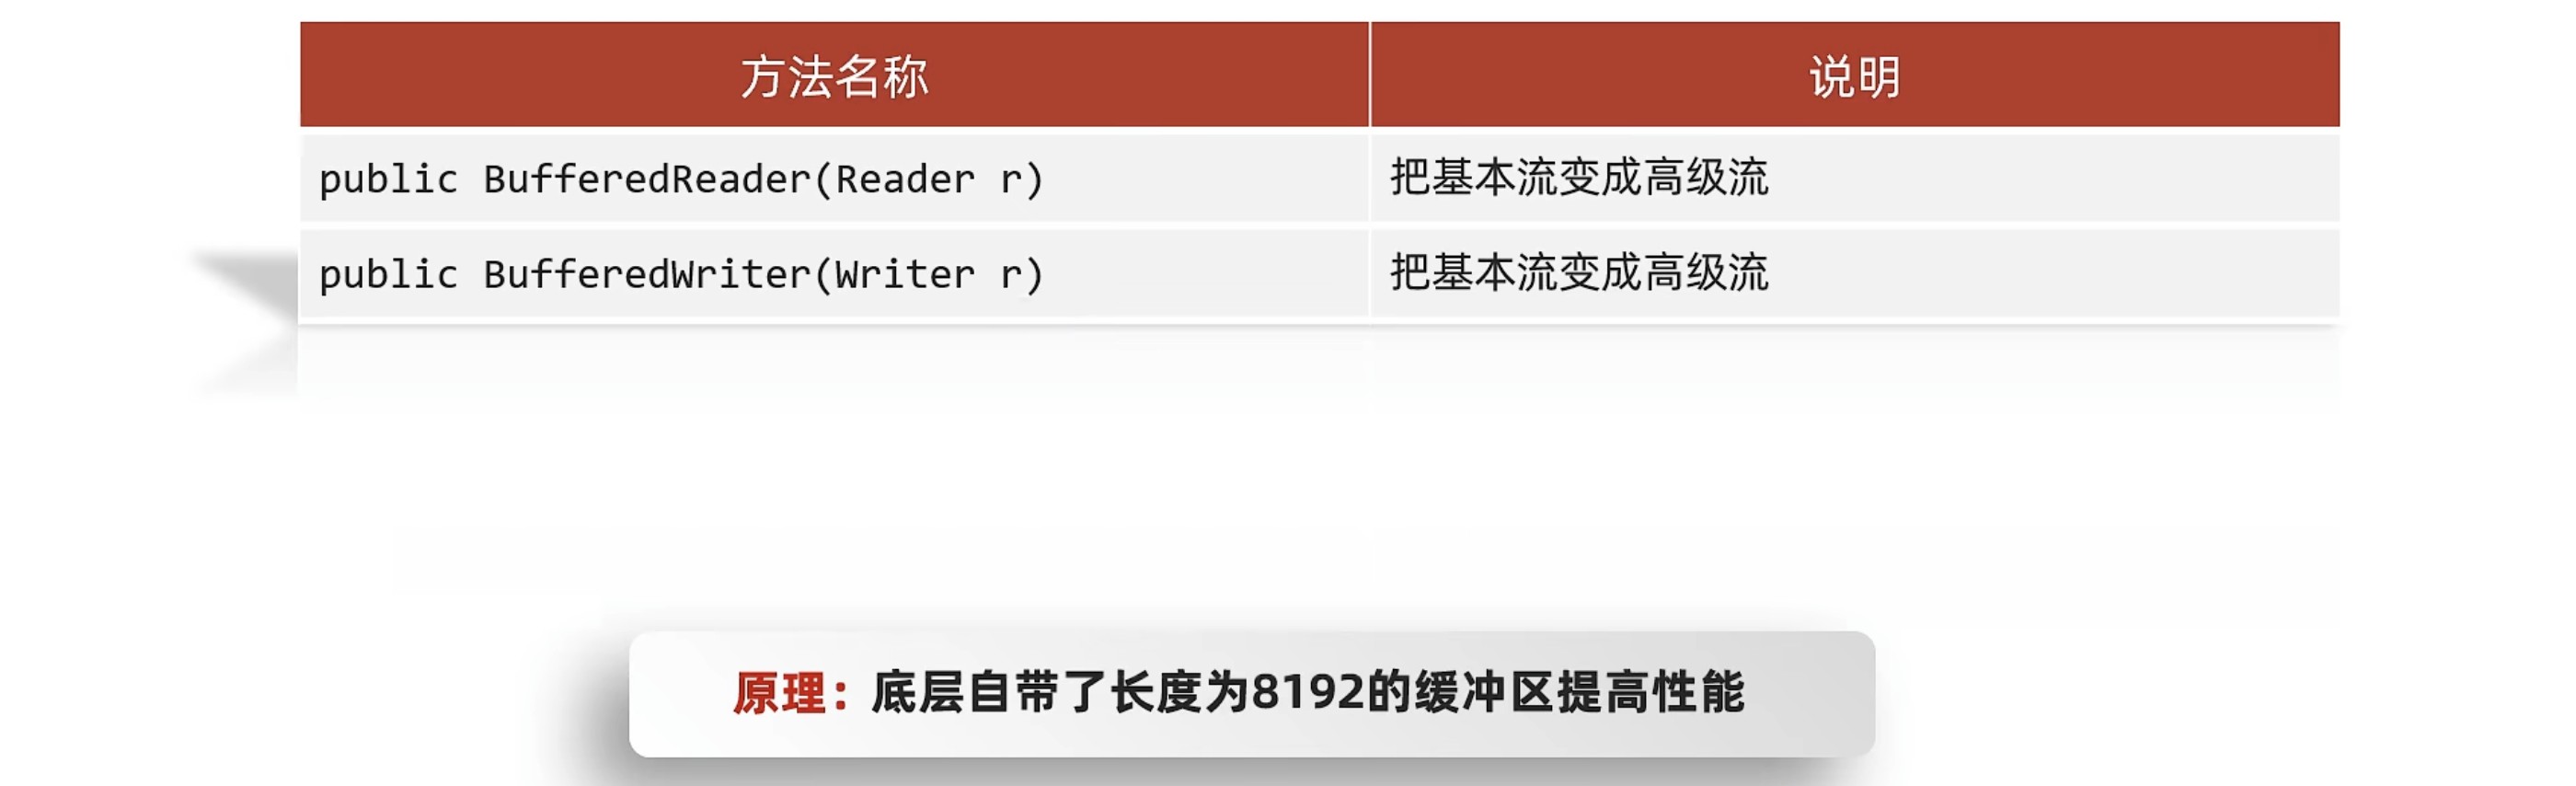 方法名称 说明
public BufferedReader(Reader r) 把基本流变成高级流
public BufferedWriter(Writer r) 把基本流变成高级流
原理：底层自带了长度为8192的缓冲区提高性能